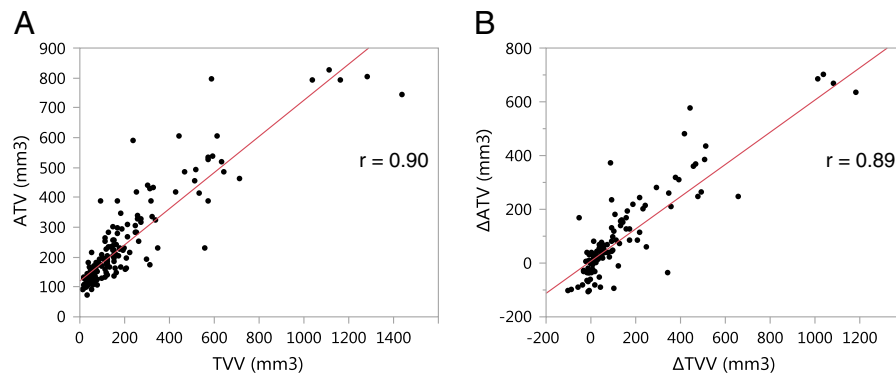 A
B
900
800
700
600
500
400
300
200
100
0
ATV (mm3)
r = 0.90
0 200 400 600 800 1000 1200 1400
TVV (mm3)
800
600
400
200
0
-200
ΔATV (mm3)
r = 0.89
-200 0 200 400 600 800 1000 1200
ΔTVV (mm3)